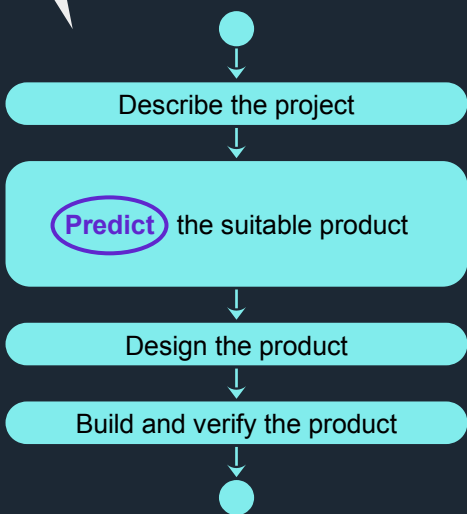 Describe the project
Predict the suitable product
Design the product
Build and verify the product